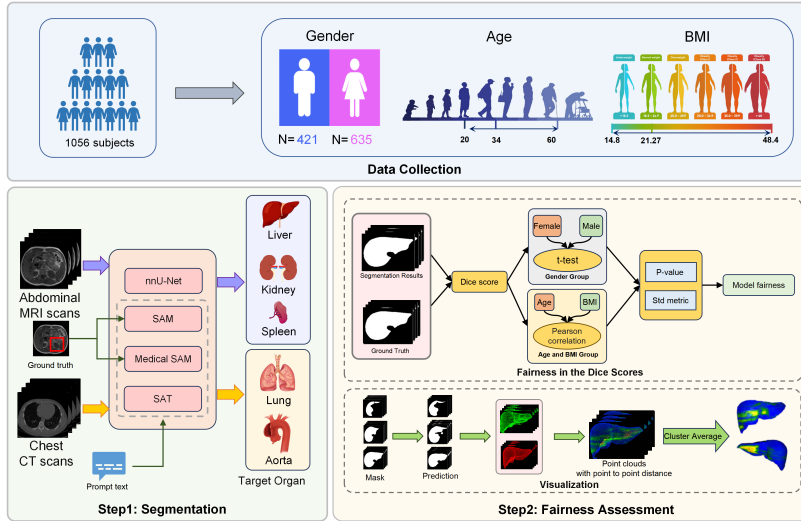 Gender
Age
BMI
1056 subjects
N= 421
N= 635
20
34
60
14.8
21.27
48.4
Data Collection
Abdominal
MRI scans
Ground truth
Chest
CT scans
Prompt text
nnU-Net
SAM
Medical SAM
SAT
Liver
Kidney
Spleen
Lung
Aorta
Target Organ
Step1: Segmentation
Segmentation Results
Ground Truth
Dice score
Female
Male
t-test
Gender Group
Age
BMI
Pearson
correlation
Age and BMI Group
P-value
Std metric
Model fairness
Fairness in the Dice Scores
Mask
Prediction
Point clouds
with point to point distance
Cluster Average
Visualization
Step2: Fairness Assessment